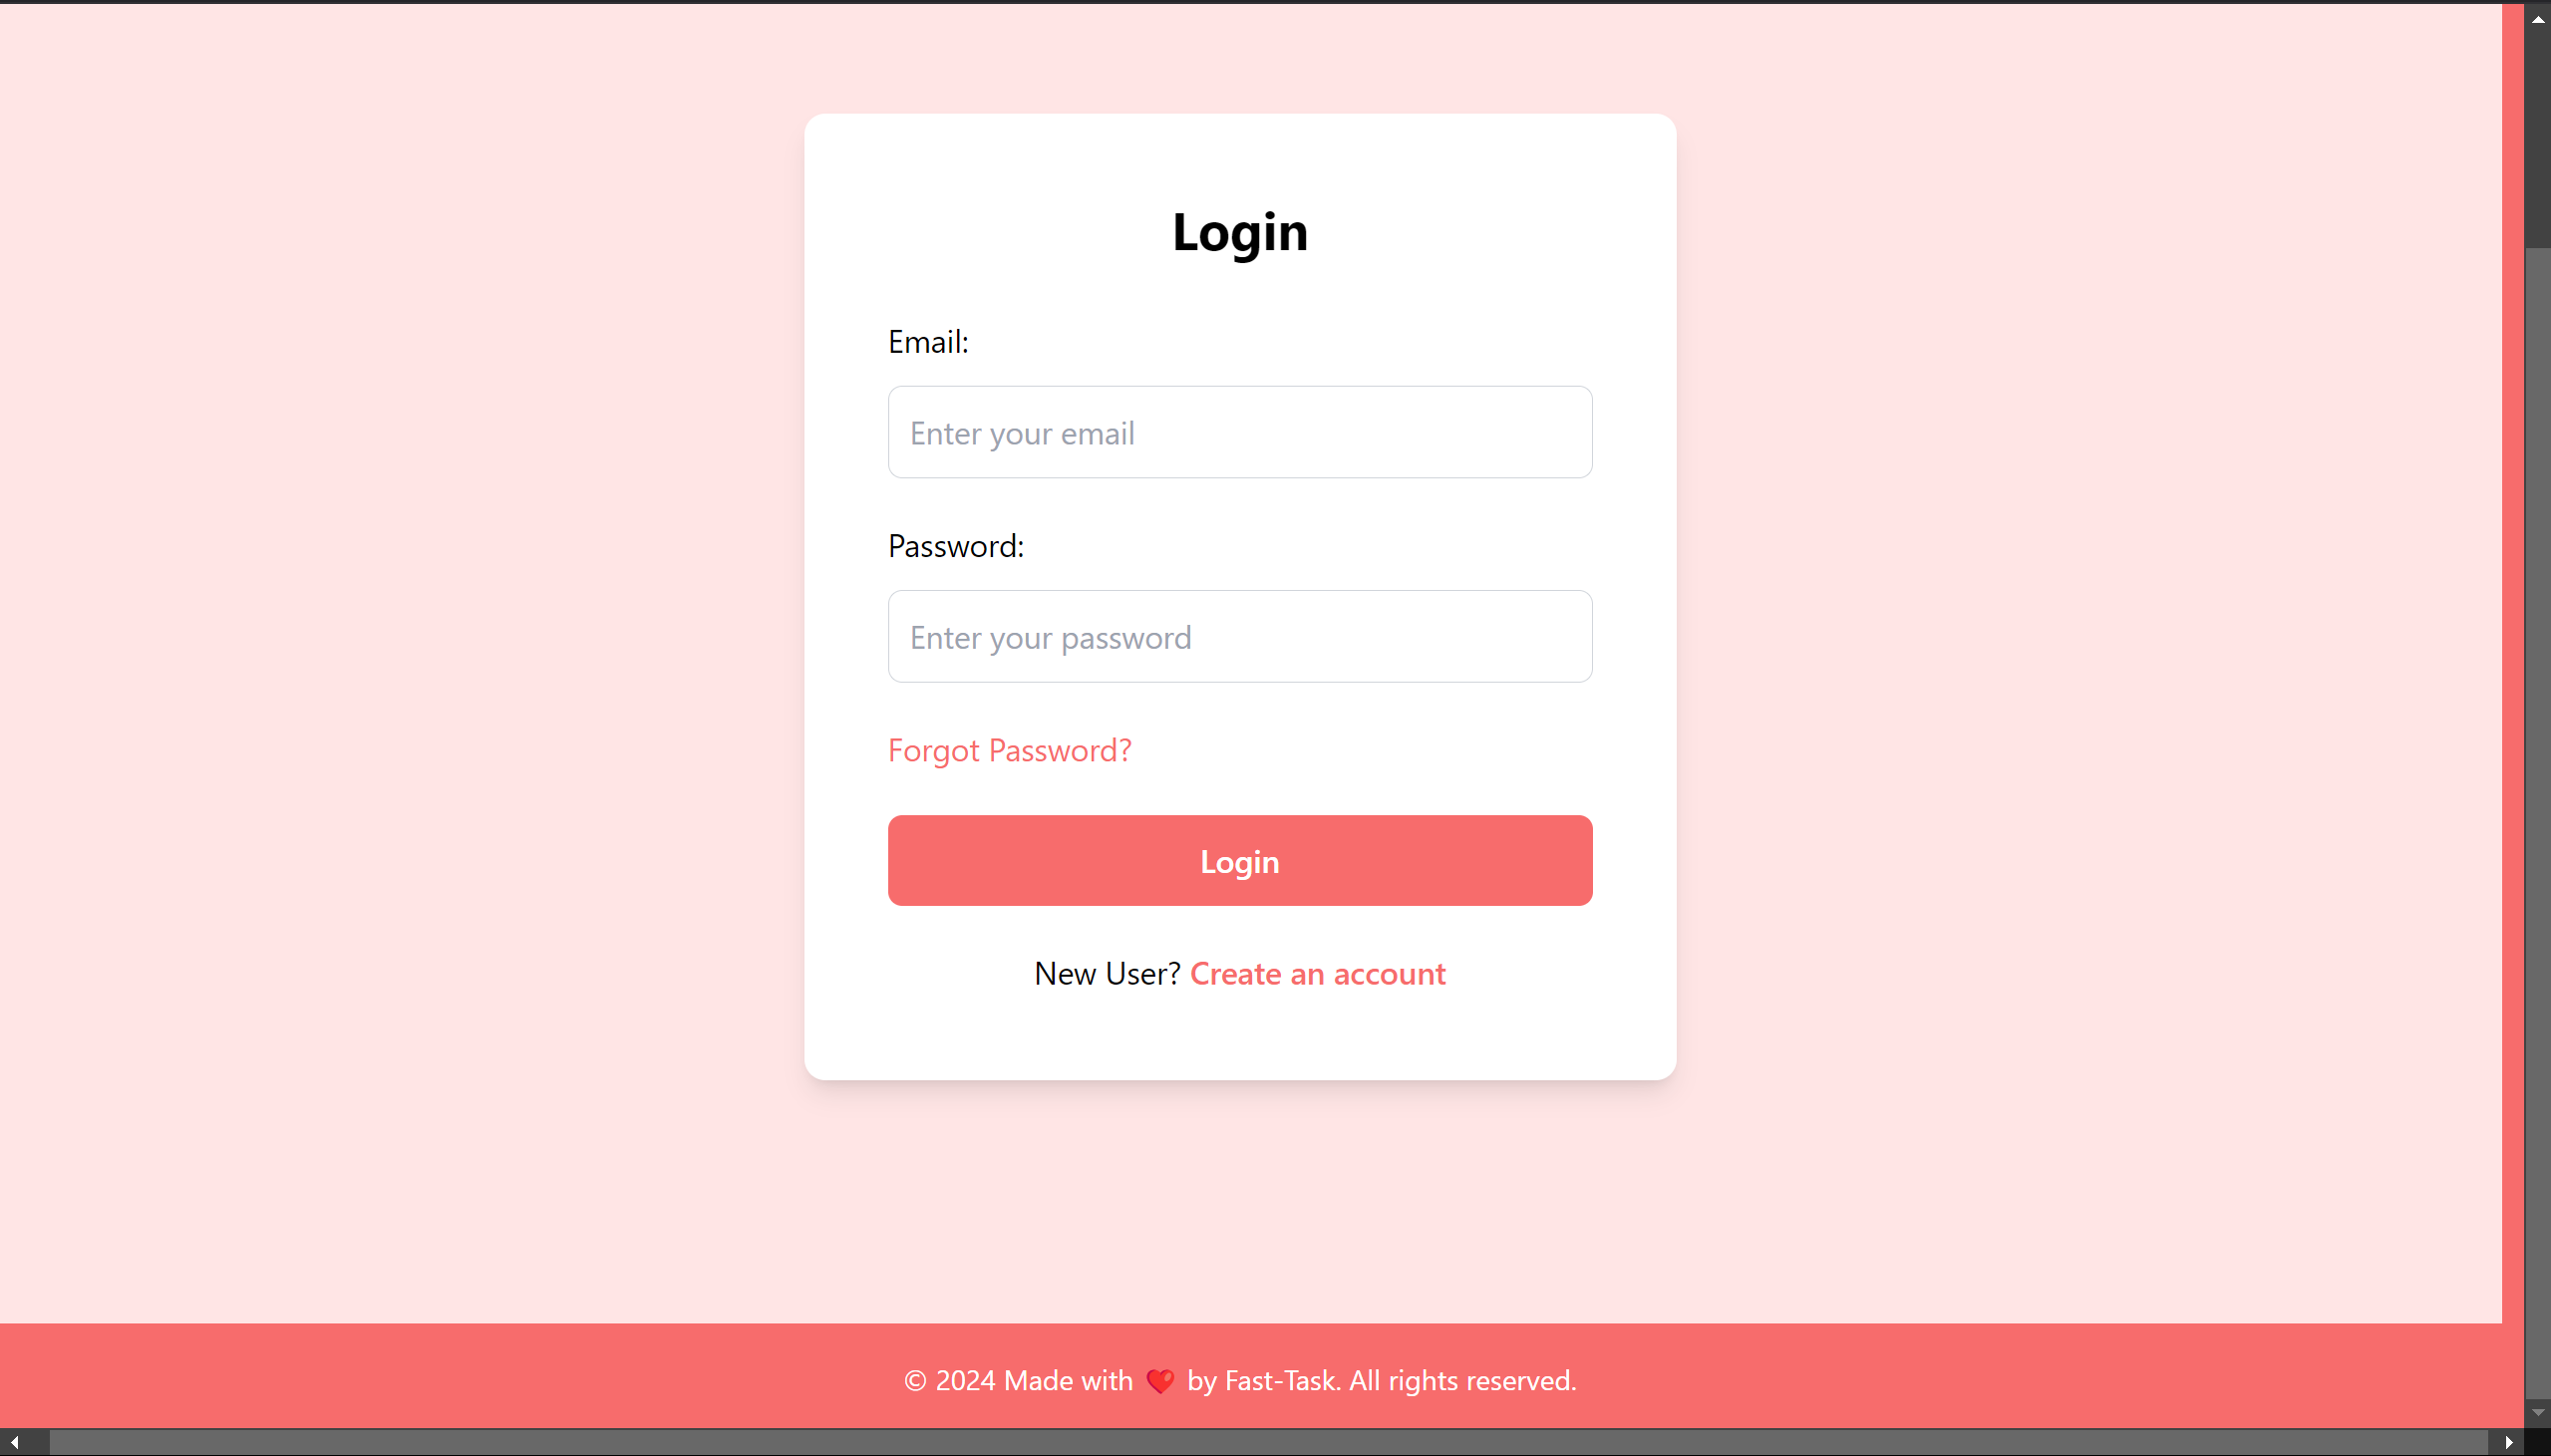 Login
Email:
Enter your email
Password:
Enter your password
Forgot Password?
Login
New User? Create an account
© 2024 Made with ❤️ by Fast-Task. All rights reserved.